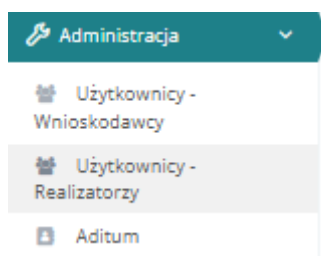 Administracja
Użytkownicy -
Wnioskodawcy
Użytkownicy -
Realizatorzy
Aditum